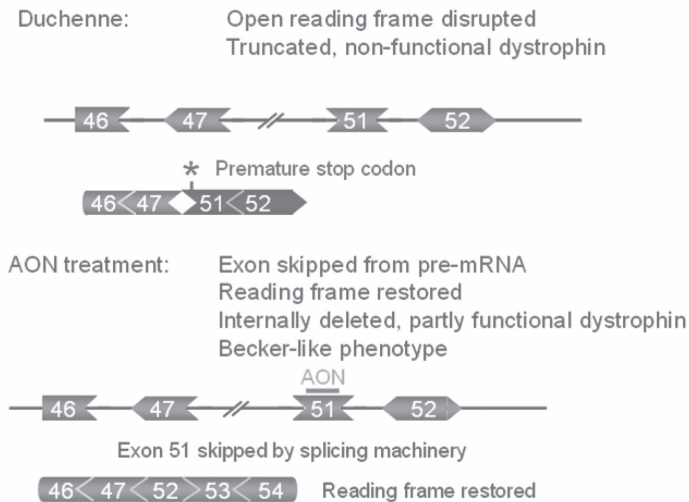 Duchenne: Open reading frame disrupted
Truncated, non-functional dystrophin
46 47 51 52
* Premature stop codon
46 47 51 52
AON treatment: Exon skipped from pre-mRNA
Reading frame restored
Internally deleted, partly functional dystrophin
Becker-like phenotype
AON
46 47 51 52
Exon 51 skipped by splicing machinery
46 47 52 53 54 Reading frame restored